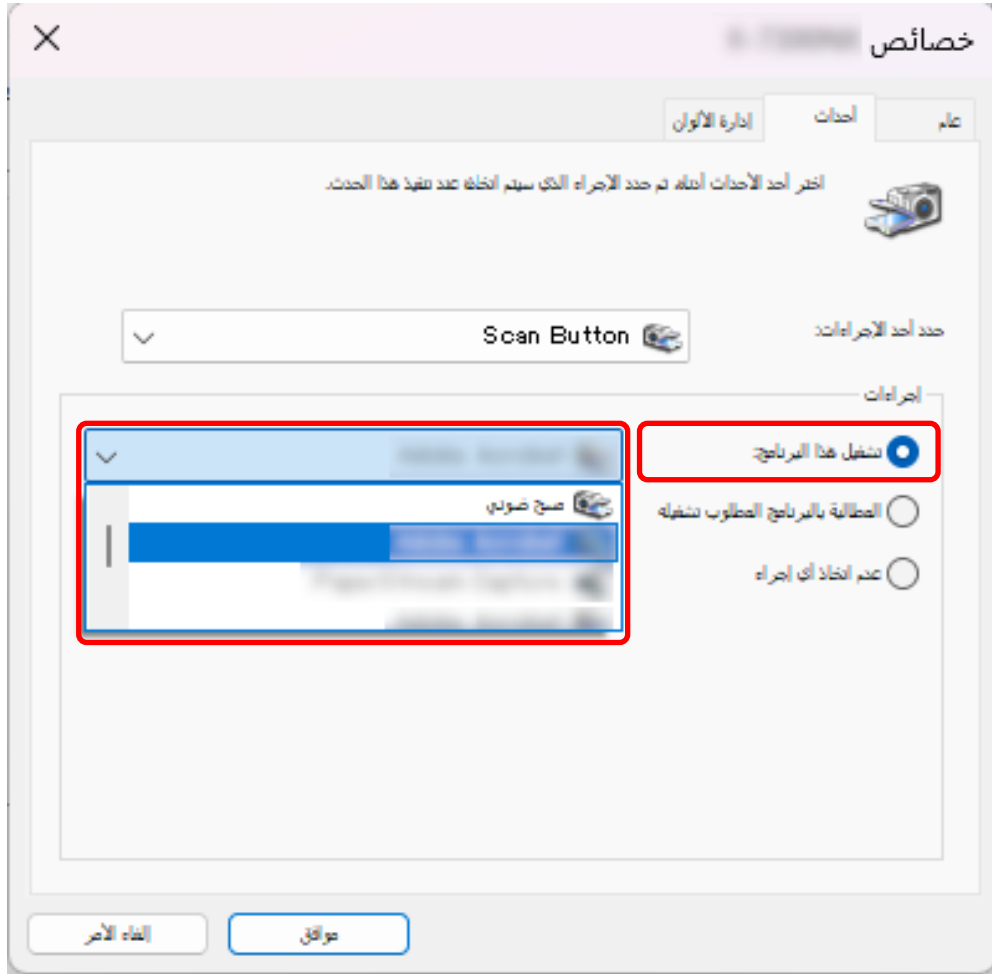 خصائص
عام
أحداث
إدارة الألوان
اختر أحد الأحداث أدناه، ثم حدد الإجراء الذي سيتم اتخاذه عند تنفيذ هذا الحدث.
حدد أحد الإجراءات:
Scan Button
إجراءات
تشغيل هذا البرنامج:
مسح ضوئي
المطالبة بالبرنامج المطلوب تشغيله
عدم اتخاذ أي إجراء
موافق
إلغاء الأمر